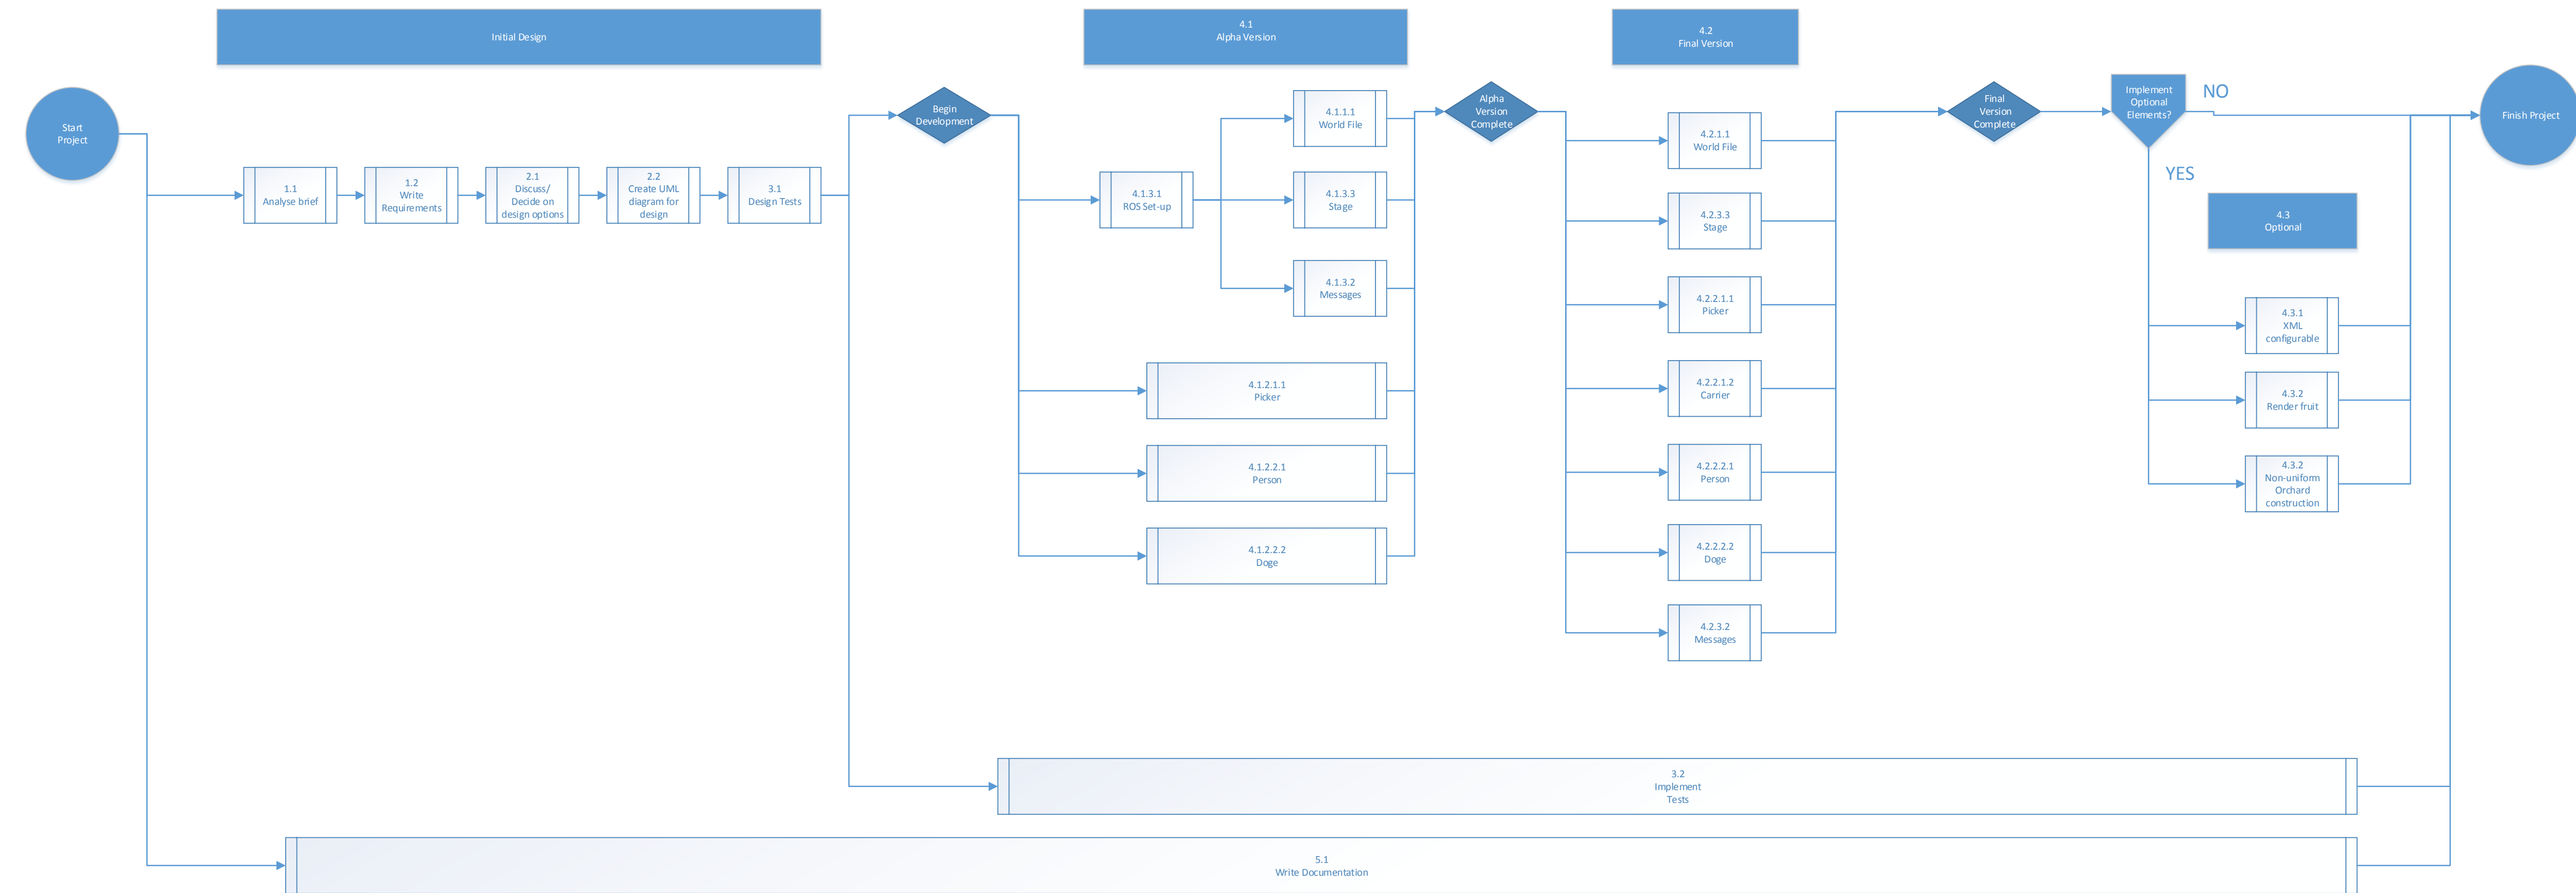 Initial Design
4.1
Alpha Version
4.2
Final Version
Start
Project
1.1
Analyse brief
1.2
Write
Requirements
2.1
Discuss/
Decide on
design options
2.2
Create UML
diagram for
design
3.1
Design Tests
Begin
Development
4.1.3.1
ROS Set-up
4.1.1.1
World File
4.1.3.3
Stage
4.1.3.2
Messages
4.1.2.1.1
Picker
4.1.2.2.1
Person
4.1.2.2.2
Doge
Alpha
Version
Complete
4.2.1.1
World File
4.2.3.3
Stage
4.2.2.1.1
Picker
4.2.2.1.2
Carrier
4.2.2.2.1
Person
4.2.2.2.2
Doge
4.2.3.2
Messages
Final
Version
Complete
Implement
Optional
Elements?
NO
YES
4.3
Optional
4.3.1
XML
configurable
4.3.2
Render fruit
4.3.2
Non-uniform
Orchard
construction
Finish Project
3.2
Implement
Tests
5.1
Write Documentation